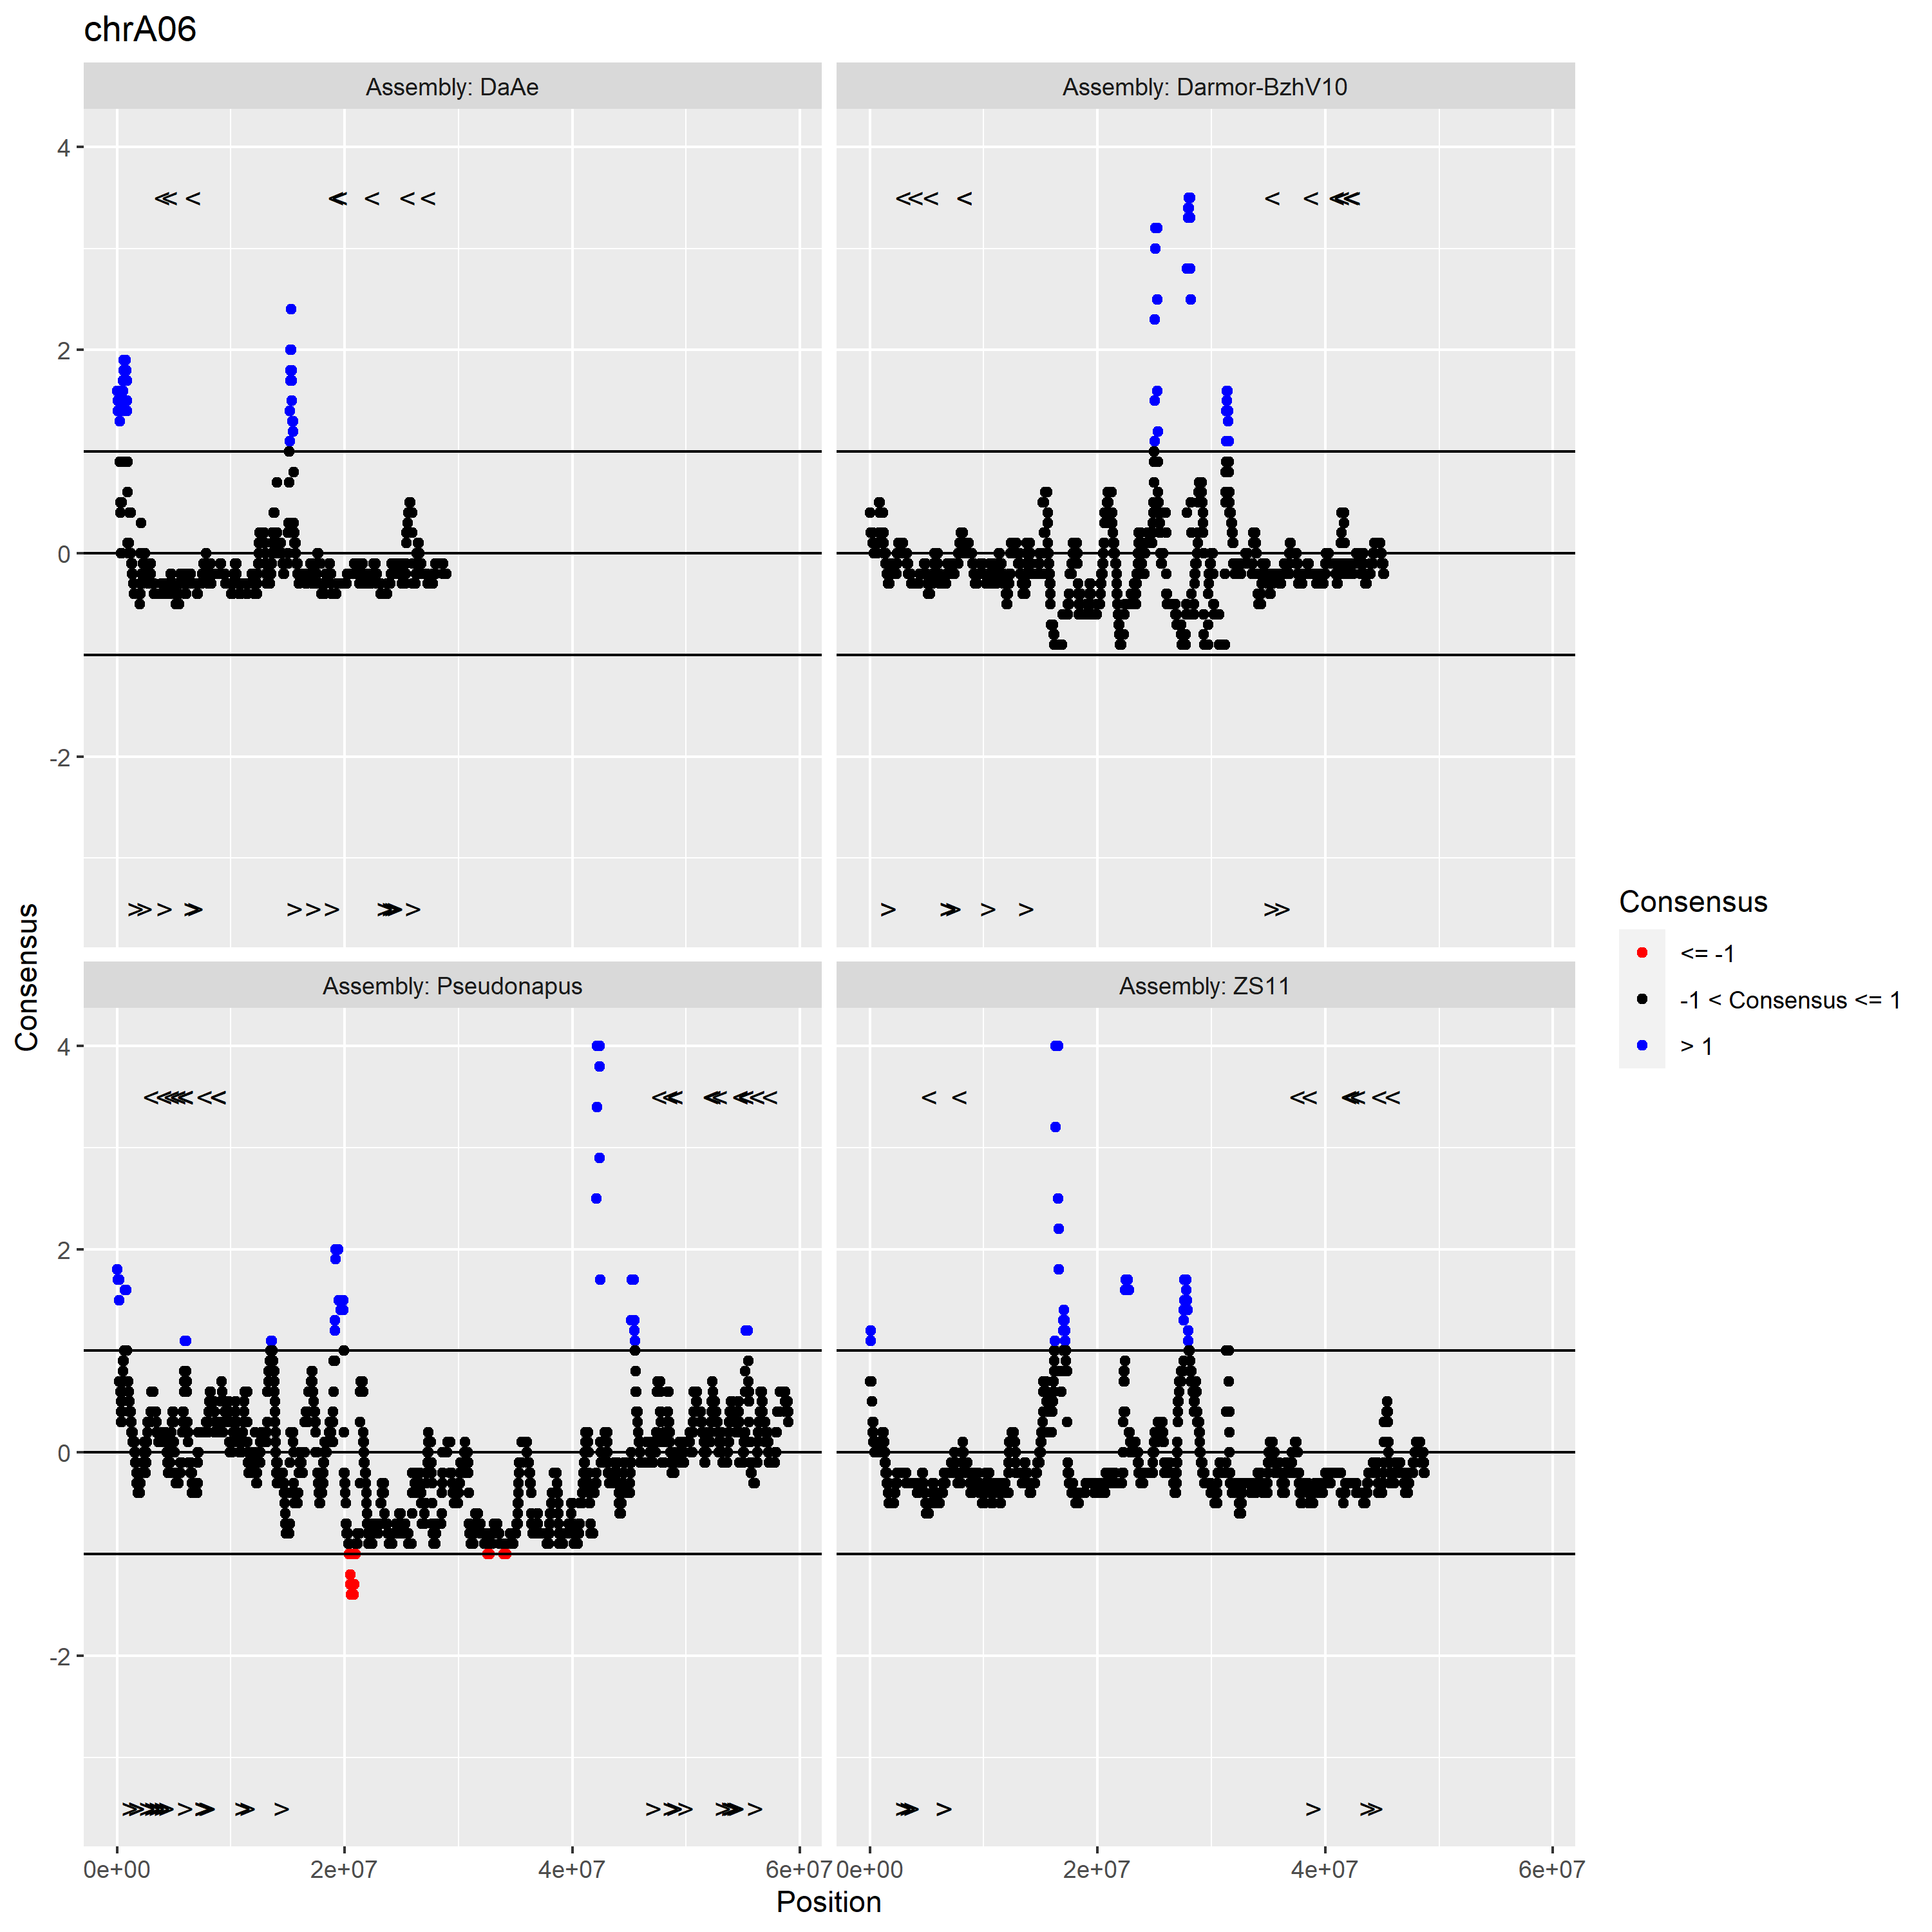 chrA06
Assembly: DaAe
Assembly: Darmor-BzhV10
4
2
0
-2
<< < << < < <
<<< < < < <<<
>> > >> > > > >>> >
> >> > > >>
Consensus
Assembly: Pseudonapus
Assembly: ZS11
4
2
0
-2
0e+00 2e+07 4e+07 6e+07
0e+00 2e+07 4e+07 6e+07
Position
Consensus
<= -1
-1 < Consensus <= 1
> 1